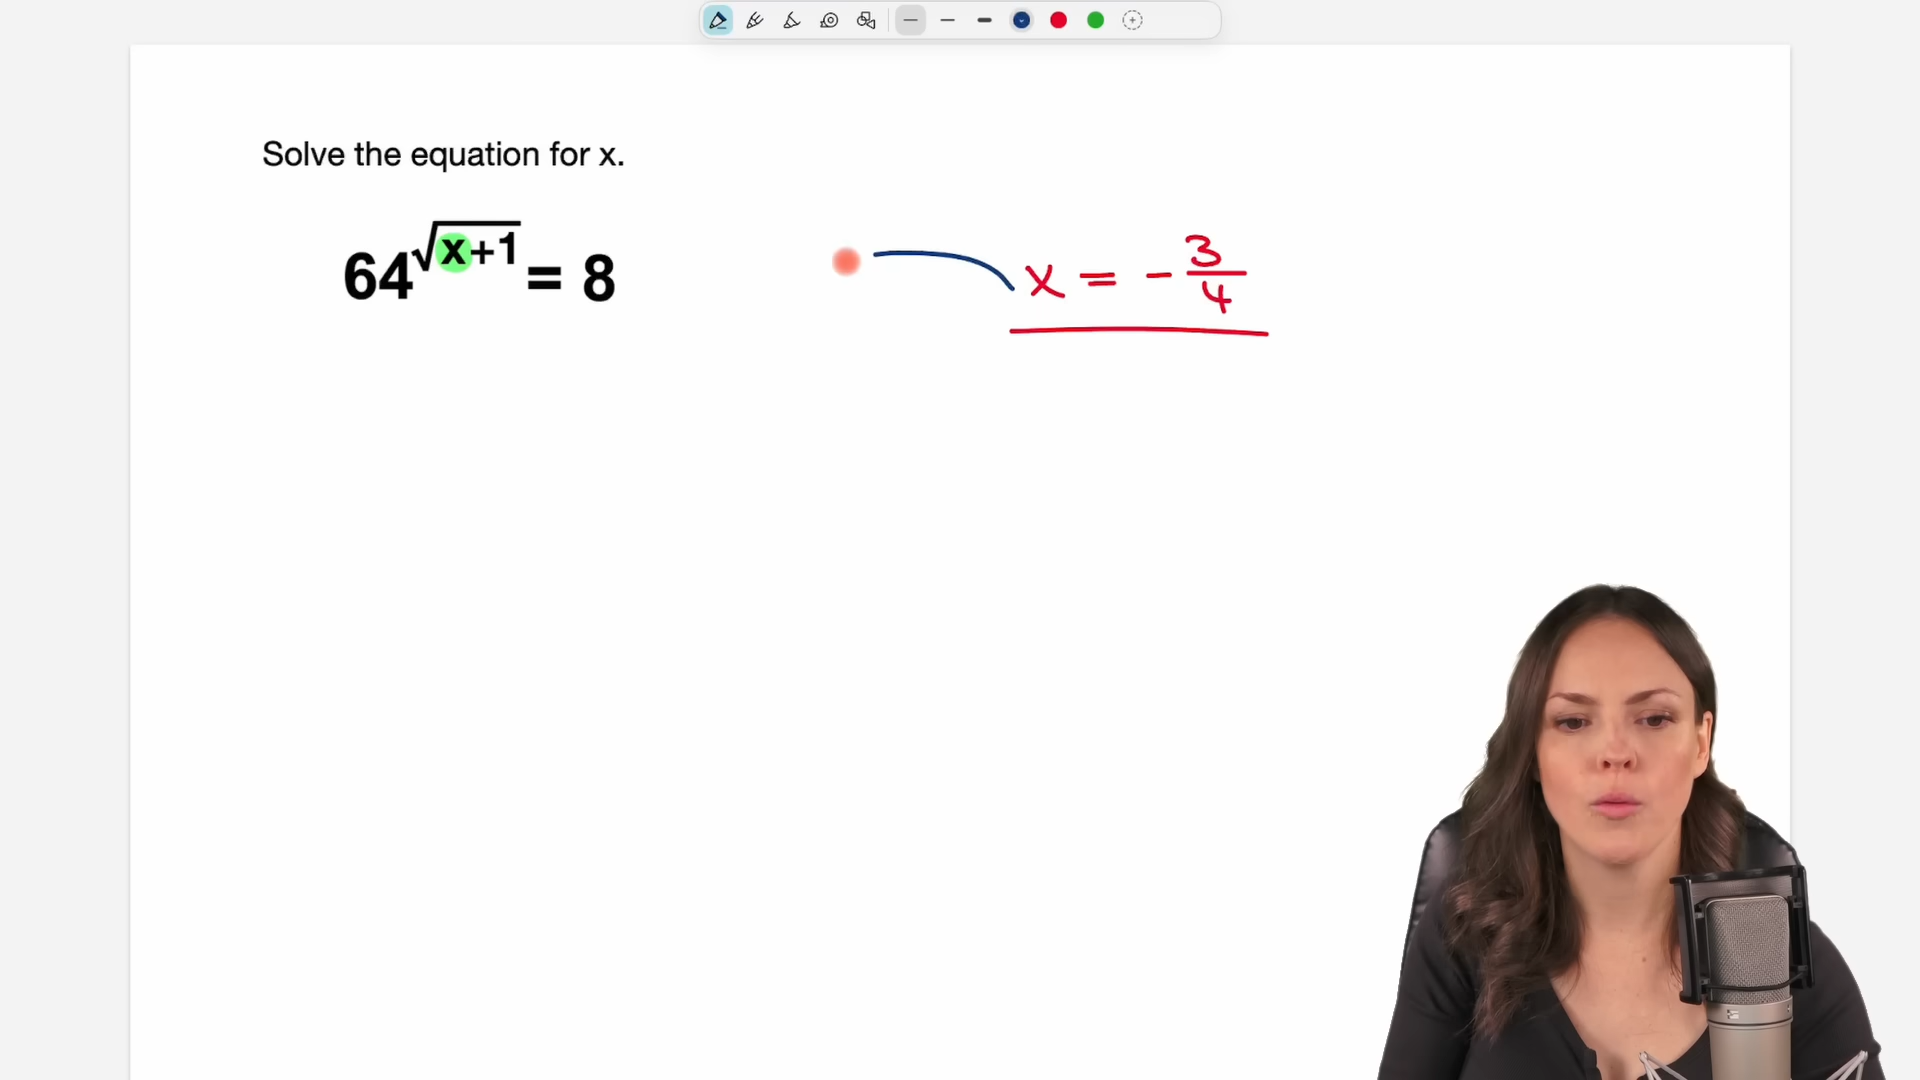 Solve the equation for x.
64^√(x+1) = 8
x = -3/4